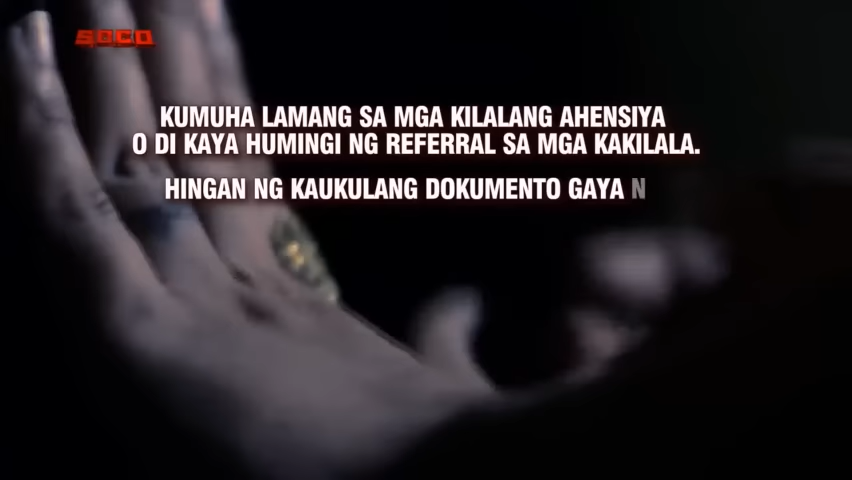 SOCO
KUMUHA LAMANG SA MGA KILALANG AHENSIYA
O DI KAYA HUMINGI NG REFERRAL SA MGA KAKILALA.
HINGAN NG KAUKULANG DOKUMENTO GAYA N